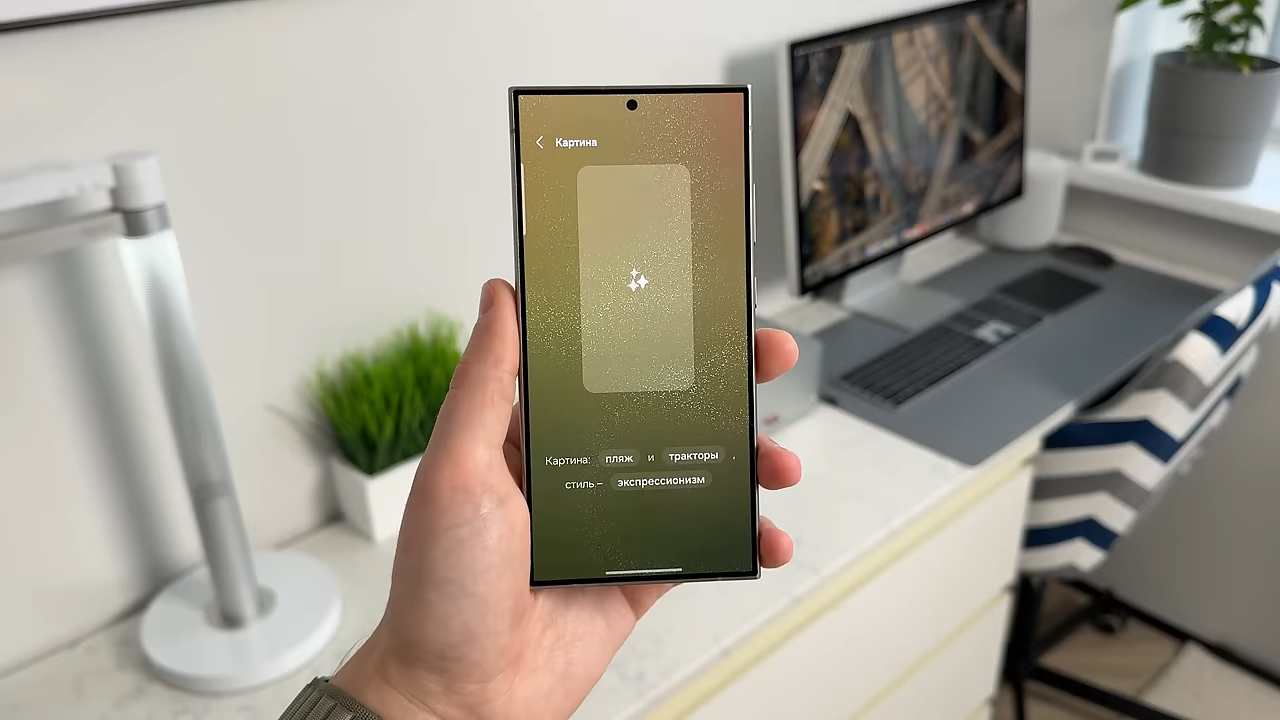 Картина
Картина: пляж и тракторы ,
стиль – экспрессионизм